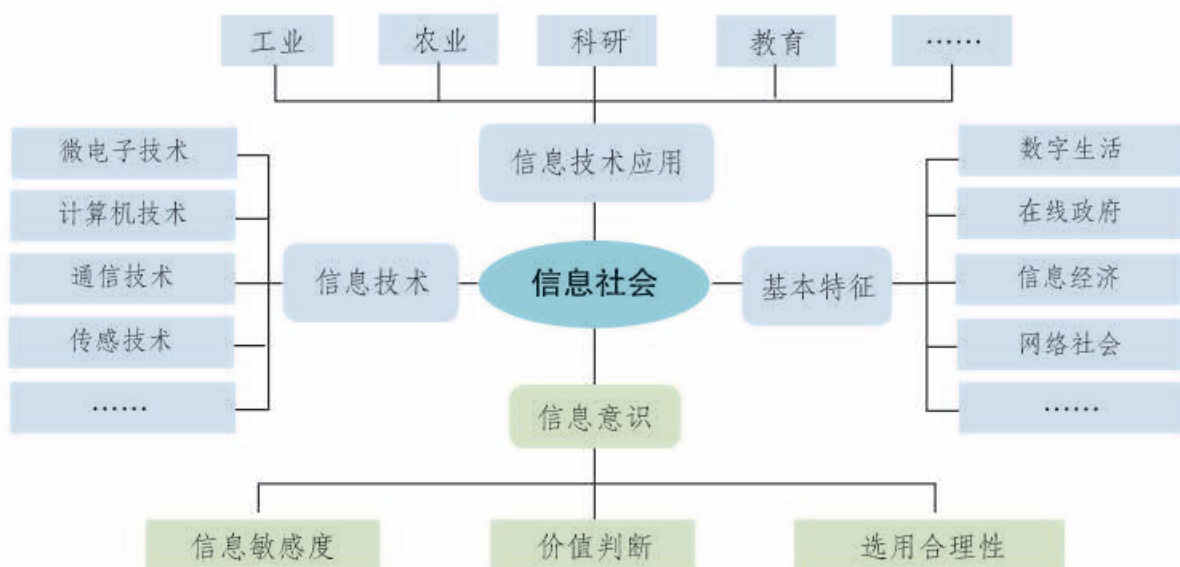 工业
农业
科研
教育
……
信息技术应用
微电子技术
计算机技术
通信技术
传感技术
……
信息技术
信息社会
基本特征
数字生活
在线政府
信息经济
网络社会
……
信息意识
信息敏感度
价值判断
选用合理性